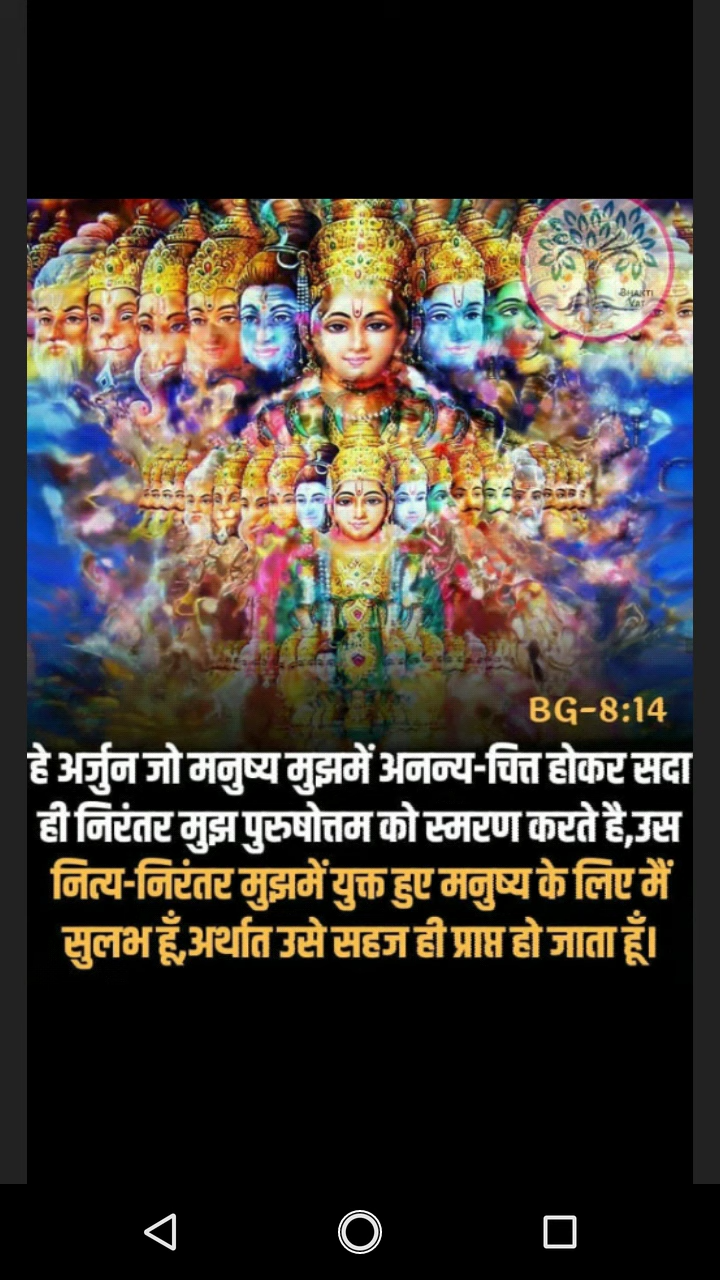 BHAKTI
BG-8:14
हे अर्जुन जो मनुष्य मुझमें अनन्य-चित्त होकर सदा
ही निरंतर मुझ पुरुषोत्तम को स्मरण करते है,उस
नित्य-निरंतर मुझमें युक्त हुए मनुष्य के लिए मैं
सुलभ हूँ,अर्थात उसे सहज ही प्राप्त हो जाता हूँ।